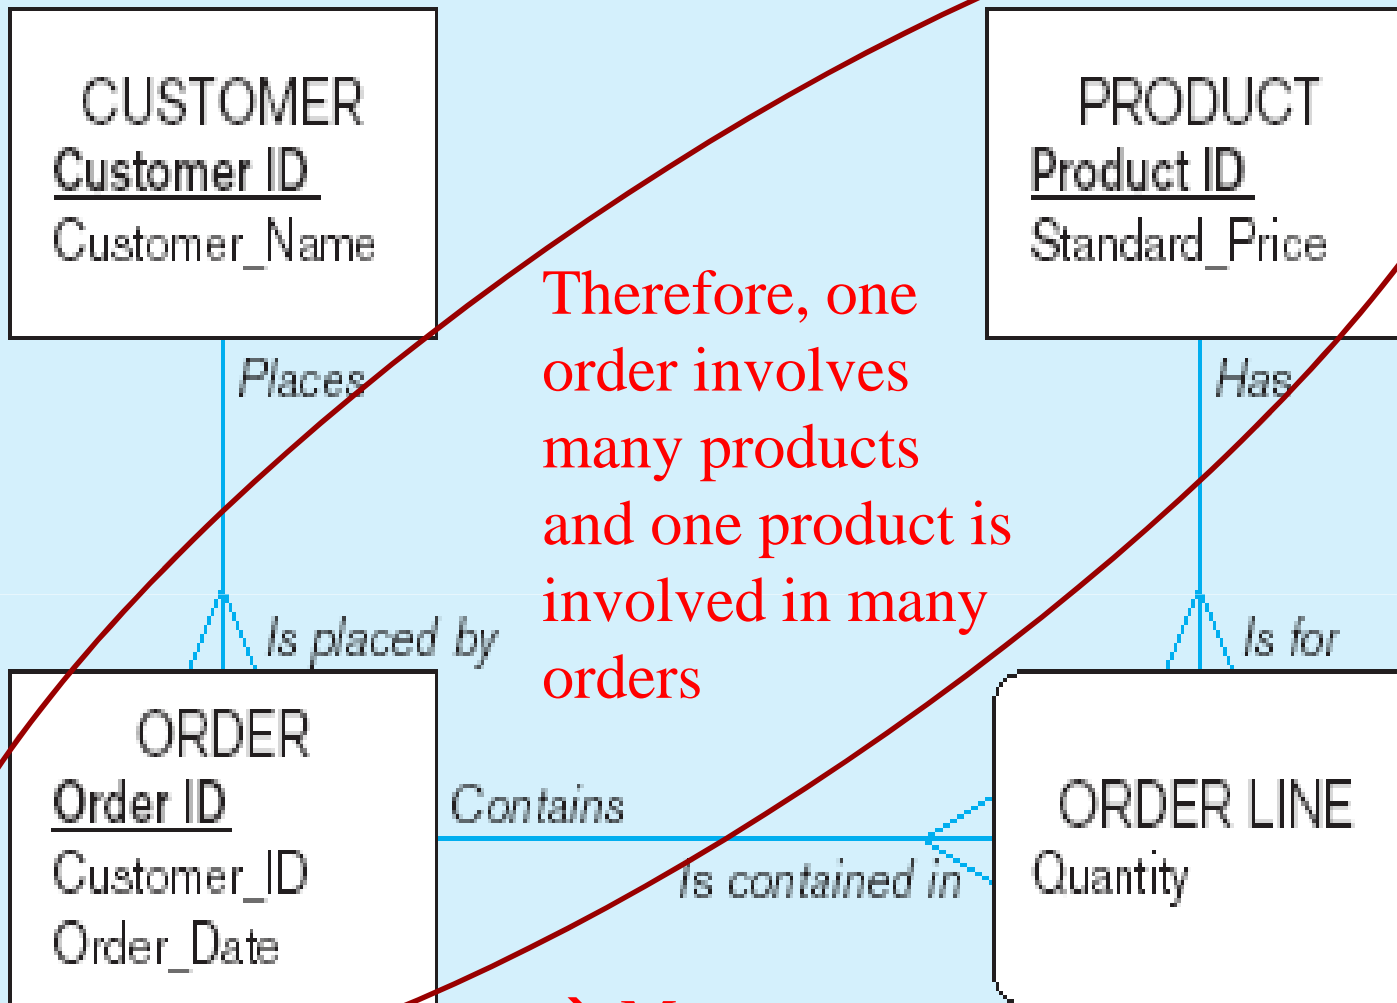 CUSTOMER
Customer ID
Customer_Name
PRODUCT
Product ID
Standard_Price
Places
Has
Therefore, one
order involves
many products
and one product is
involved in many
orders
Is placed by
Is for
ORDER
Order ID
Customer_ID
Order_Date
Contains
Is contained in
ORDER LINE
Quantity